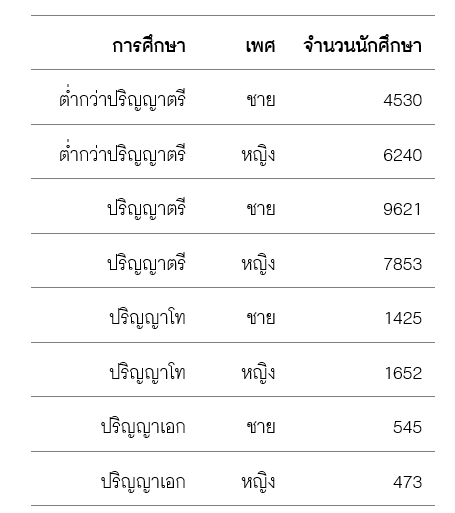 การศึกษา เพศ จำนวนนักศึกษา
ต่ำกว่าปริญญาตรี ชาย 4530
ต่ำกว่าปริญญาตรี หญิง 6240
ปริญญาตรี ชาย 9621
ปริญญาตรี หญิง 7853
ปริญญาโท ชาย 1425
ปริญญาโท หญิง 1652
ปริญญาเอก ชาย 545
ปริญญาเอก หญิง 473